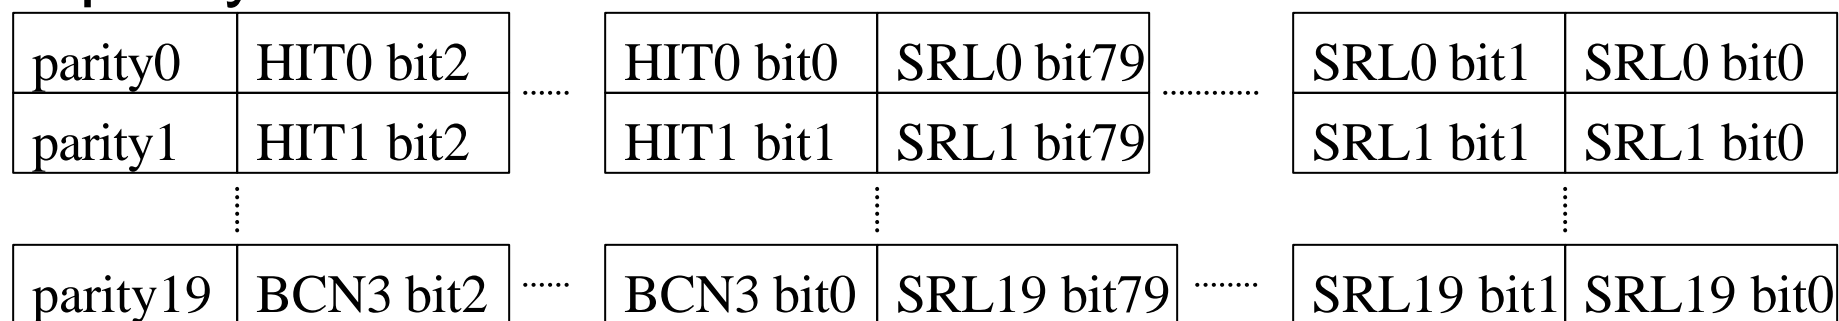 parity0 HIT0 bit2 ...... HIT0 bit0 SRL0 bit79 ............ SRL0 bit1 SRL0 bit0
parity1 HIT1 bit2 HIT1 bit1 SRL1 bit79 SRL1 bit1 SRL1 bit0
parity19 BCN3 bit2 ...... BCN3 bit0 SRL19 bit79 ........ SRL19 bit1 SRL19 bit0